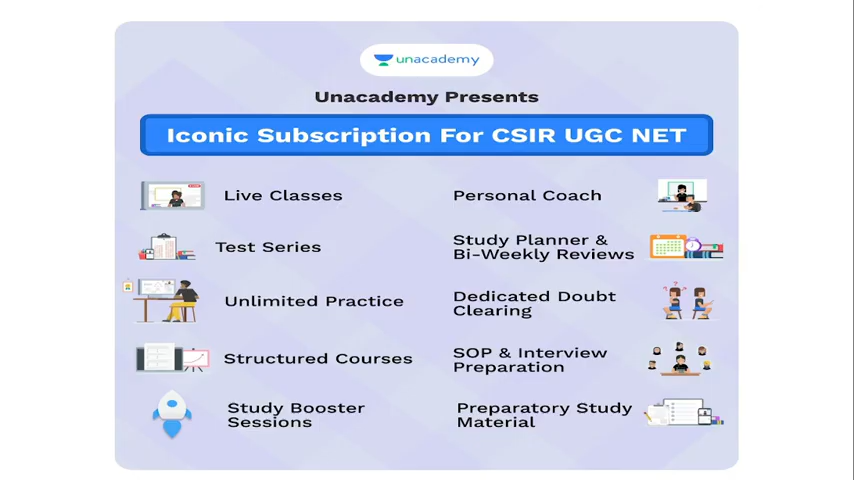 unacademy
Unacademy Presents
Iconic Subscription For CSIR UGC NET
Live Classes
Personal Coach
Test Series
Study Planner &
Bi-Weekly Reviews
Unlimited Practice
Dedicated Doubt
Clearing
Structured Courses
SOP & Interview
Preparation
Study Booster
Sessions
Preparatory Study
Material